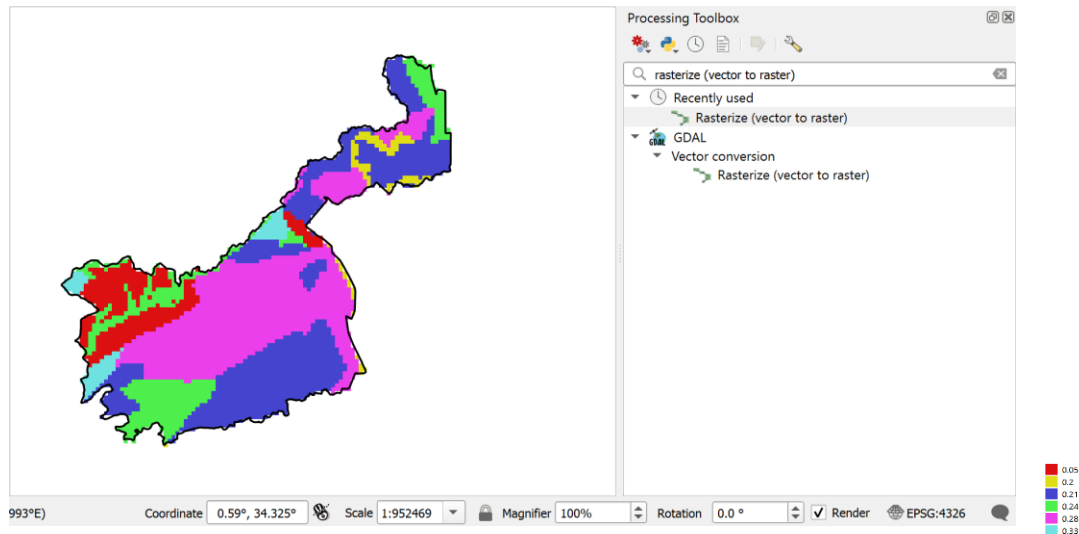 Processing Toolbox
rasterize (vector to raster)
Recently used
Rasterize (vector to raster)
GDAL
GDAL
Vector conversion
Rasterize (vector to raster)
993°E)
Coordinate 0.59°, 34.325° Scale 1:952469 Magnifier 100% Rotation 0.0 ° Render EPSG:4326
0.05
0.2
0.21
0.24
0.28
0.33